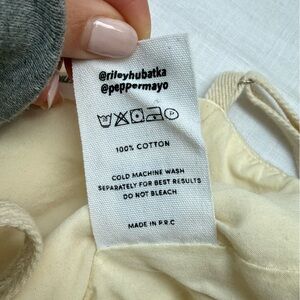 @rileyhubatka
@peppermayo
100% COTTON
COLD MACHINE WASH
SEPARATELY FOR BEST RESULTS
DO NOT BLEACH
MADE IN P.R.C